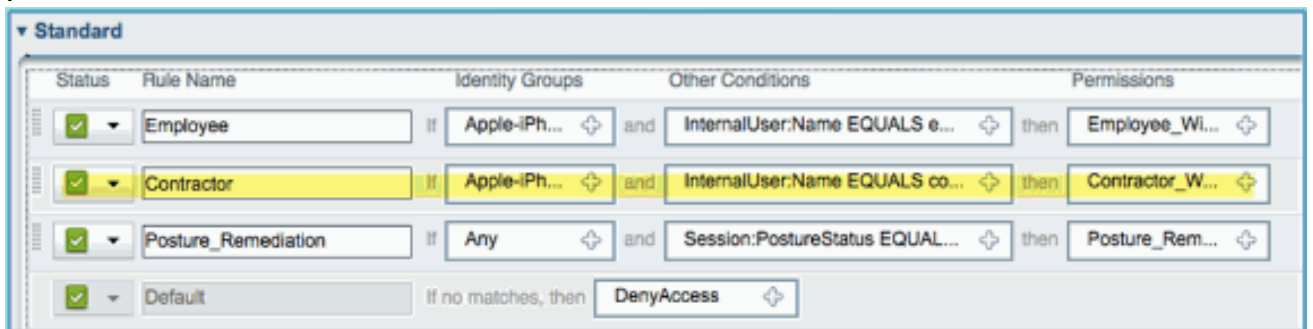 Standard
Status Rule Name Identity Groups Other Conditions Permissions
Employee If Apple-iPh... and InternalUser:Name EQUALS e... then Employee_Wi...
Contractor If Apple-iPh... and InternalUser:Name EQUALS co... then Contractor_W...
Posture_Remediation If Any and Session:PostureStatus EQUAL... then Posture_Rem...
Default If no matches, then DenyAccess